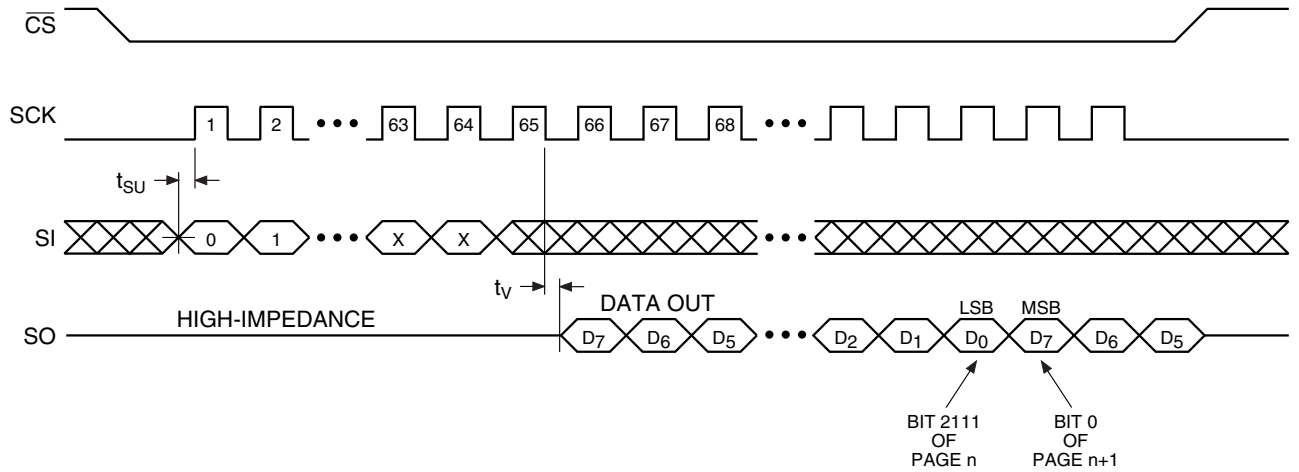 CS
SCK
1 2 ••• 63 64 65 66 67 68 •••
tSU
SI
0 1 ••• X X •••
tV
DATA OUT
LSB MSB
HIGH-IMPEDANCE
SO
D7 D6 D5 ••• D2 D1 D0 D7 D6 D5
BIT 2111
OF
PAGE n
BIT 0
OF
PAGE n+1